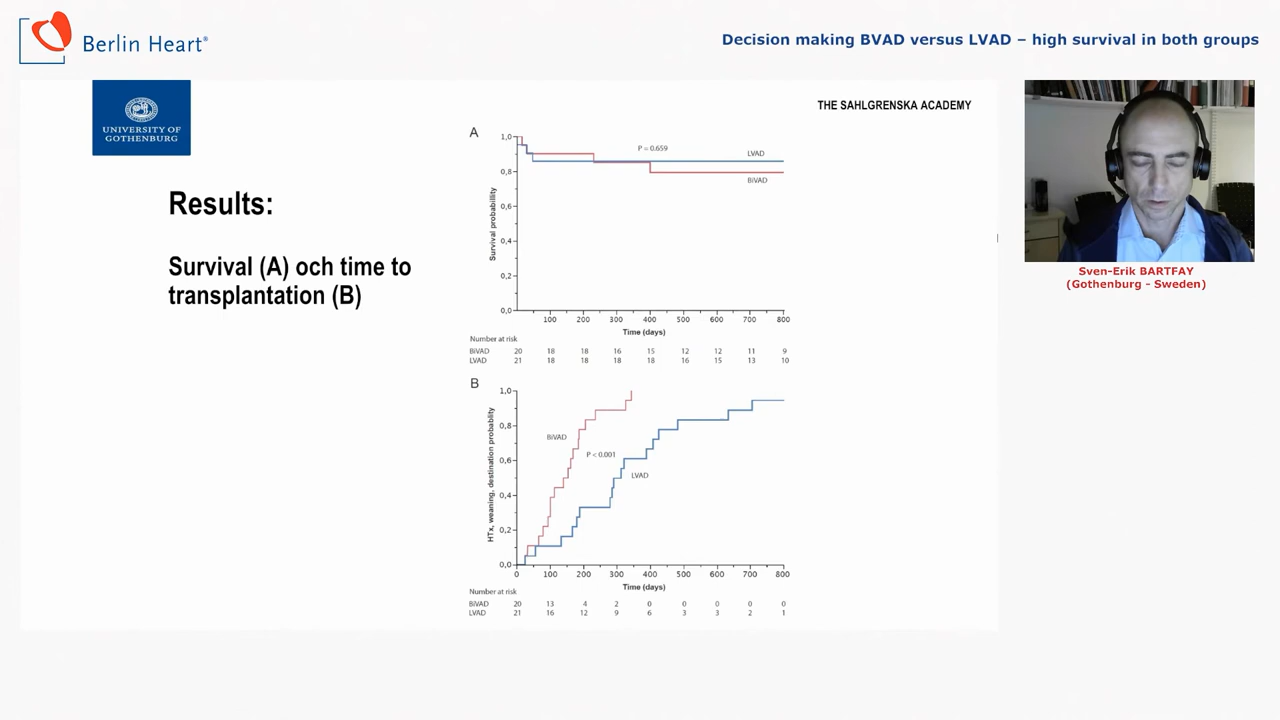 Berlin Heart®
Decision making BVAD versus LVAD – high survival in both groups
UNIVERSITY OF
GOTHENBURG
THE SAHLGRENSKA ACADEMY
Results:
Survival (A) och time to
transplantation (B)
A
Survival probability
1,0
0,8
0,6
0,4
0,2
0,0
P = 0.659
LVAD
BiVAD
100 200 300 400 500 600 700 800
Time (days)
Number at risk
BiVAD 20 18 18 16 15 12 12 11 9
LVAD 21 18 18 18 18 16 15 13 10
B
HTx, weaning, destination probablity
1,0
0,8
0,6
0,4
0,2
0,0
BiVAD
P < 0.001
LVAD
0 100 200 300 400 500 600 700 800
Time (days)
Number at risk
BiVAD 20 13 4 2 0 0 0 0 0
LVAD 21 16 12 9 6 3 3 2 1
Sven-Erik BARTFAY
(Gothenburg - Sweden)